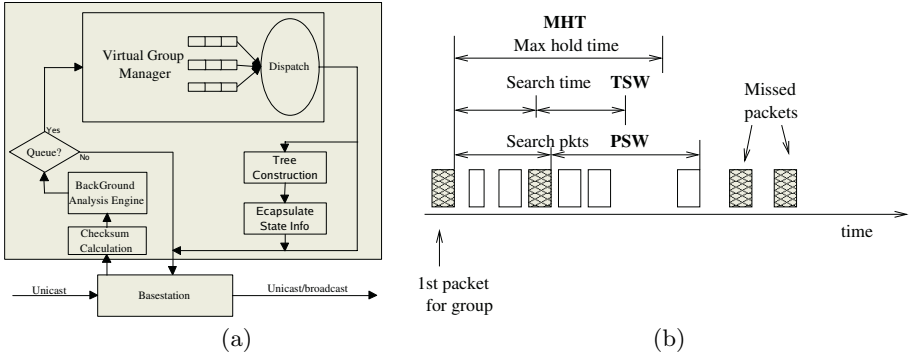 Virtual Group
Manager
Dispatch
Yes
Queue?
No
Tree
Construction
BackGround
Analysis Engine
Ecapsulate
State Info
Checksum
Calculation
Unicast
Basestation
Unicast/broadcast
(a)
MHT
Max hold time
Search time TSW
Missed
packets
Search pkts PSW
time
1st packet
for group
(b)